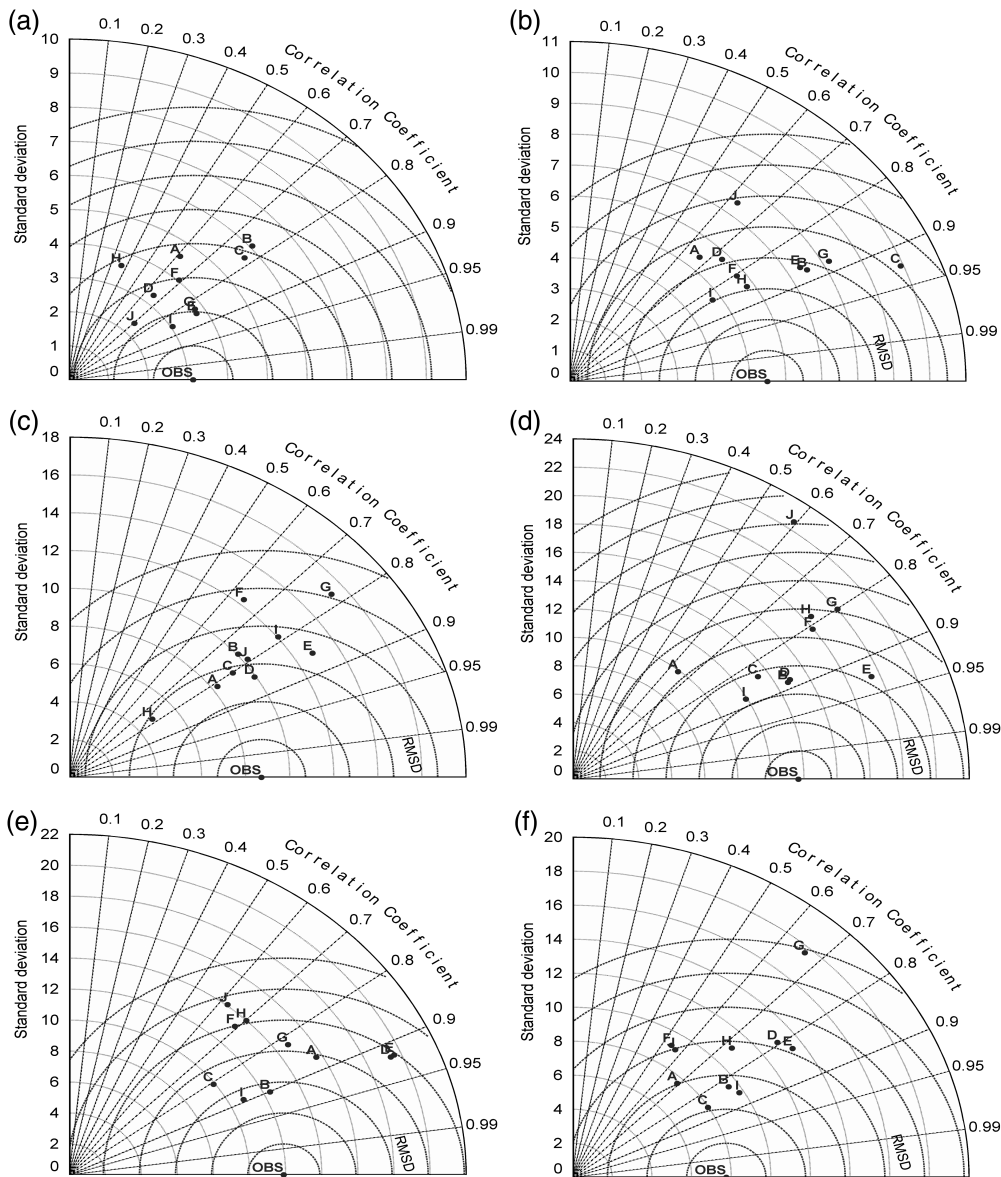 (a)
10
9
8
7
6
5
4
3
2
1
0
Standard deviation
0.1
0.2
0.3
0.4
0.5
0.6
0.7
0.8
0.9
0.95
0.99
Correlation Coefficient
H
A
B
C
F
D
G
J
I
OBS
(b)
11
10
9
8
7
6
5
4
3
2
1
0
Standard deviation
0.1
0.2
0.3
0.4
0.5
0.6
0.7
0.8
0.9
0.95
0.99
Correlation Coefficient
J
A
D
F
H
I
E
B
G
C
RMSD
OBS
(c)
18
16
14
12
10
8
6
4
2
0
Standard deviation
0.1
0.2
0.3
0.4
0.5
0.6
0.7
0.8
0.9
0.95
0.99
Correlation Coefficient
F
G
I
B
J
E
C
D
A
H
RMSD
OBS
(d)
24
22
20
18
16
14
12
10
8
6
4
2
0
Standard deviation
0.1
0.2
0.3
0.4
0.5
0.6
0.7
0.8
0.9
0.95
0.99
Correlation Coefficient
J
G
H
F
A
C
D
E
I
RMSD
OBS
(e)
22
20
18
16
14
12
10
8
6
4
2
0
Standard deviation
0.1
0.2
0.3
0.4
0.5
0.6
0.7
0.8
0.9
0.95
0.99
Correlation Coefficient
J
F
H
G
A
D
E
C
B
I
RMSD
OBS
(f)
20
18
16
14
12
10
8
6
4
2
0
Standard deviation
0.1
0.2
0.3
0.4
0.5
0.6
0.7
0.8
0.9
0.95
0.99
Correlation Coefficient
G
F
J
H
D
E
A
B
I
C
RMSD
OBS